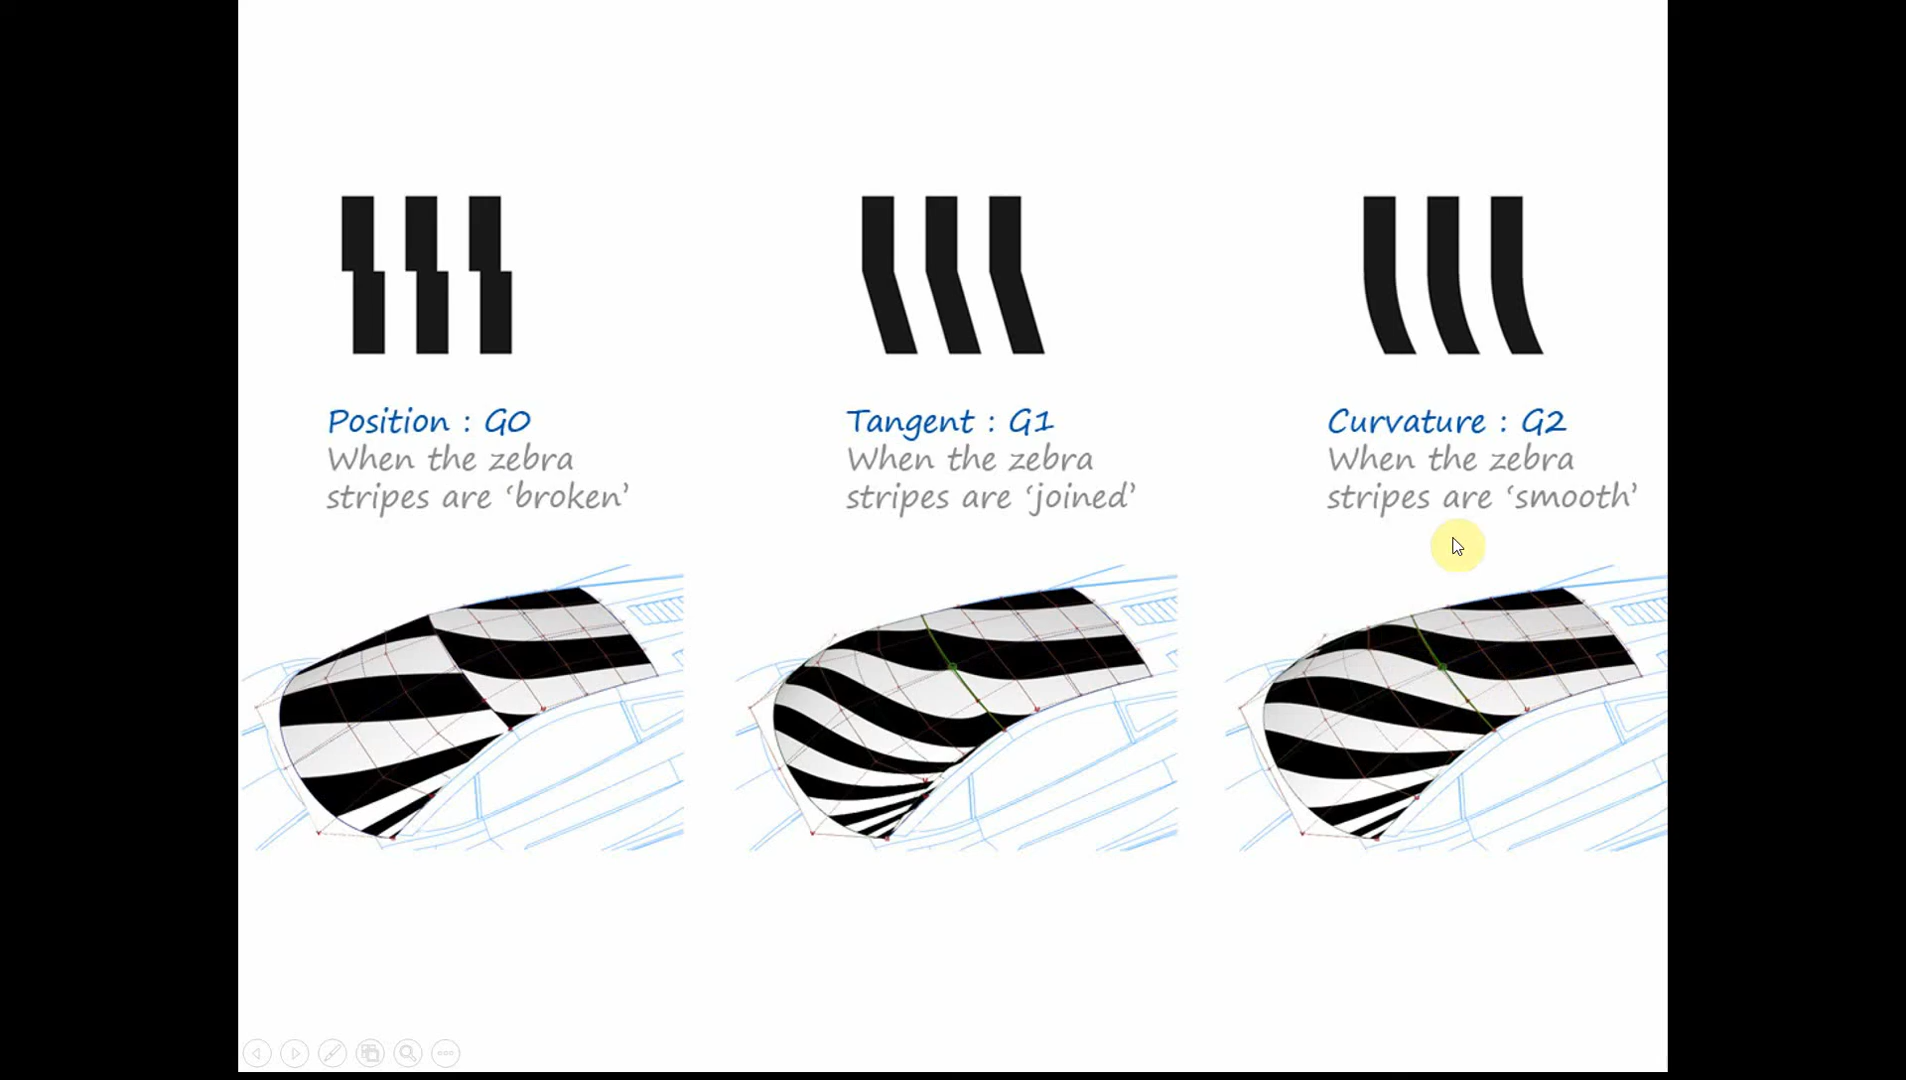 Position : G0
When the zebra
stripes are ‘broken’
Tangent : G1
When the zebra
stripes are ‘joined’
Curvature : G2
When the zebra
stripes are ‘smooth’